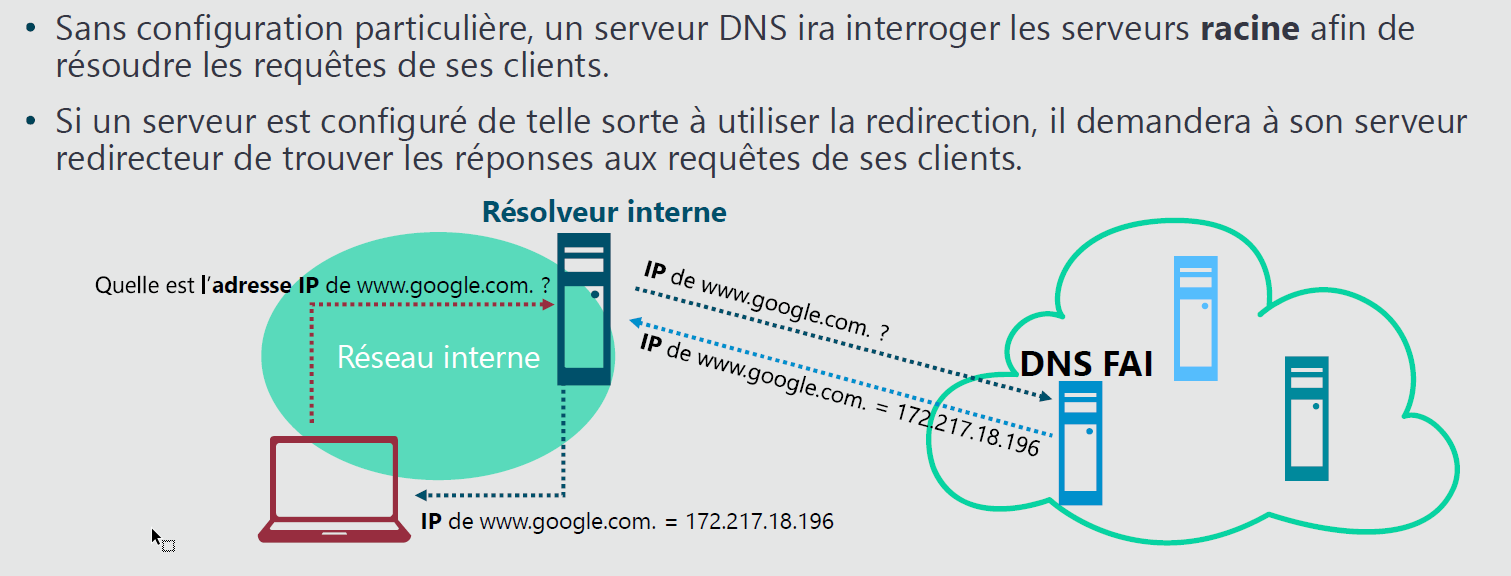 • Sans configuration particulière, un serveur DNS ira interroger les serveurs racine afin de
résoudre les requêtes de ses clients.
• Si un serveur est configuré de telle sorte à utiliser la redirection, il demandera à son serveur
redirecteur de trouver les réponses aux requêtes de ses clients.
Résolveur interne
Quelle est l'adresse IP de www.google.com. ?
IP de www.google.com. ?
Réseau interne
IP de www.google.com. = 172.217.18.196
DNS FAI
IP de www.google.com. = 172.217.18.196